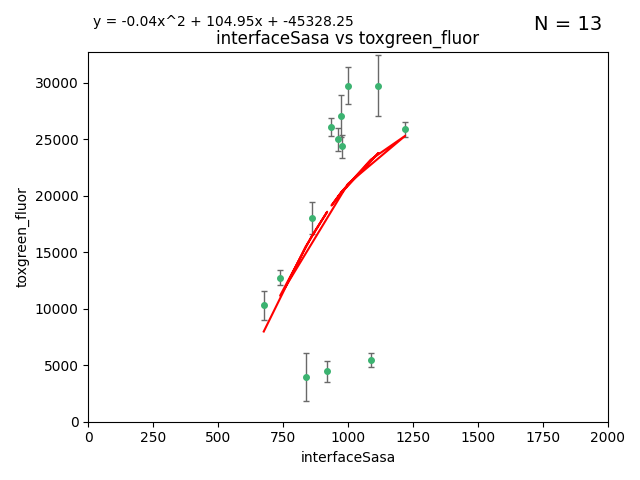 y = -0.04x^2 + 104.95x + -45328.25
N = 13
interfaceSasa vs toxgreen_fluor
toxgreen_fluor
30000
25000
20000
15000
10000
5000
0
0 250 500 750 1000 1250 1500 1750 2000
interfaceSasa